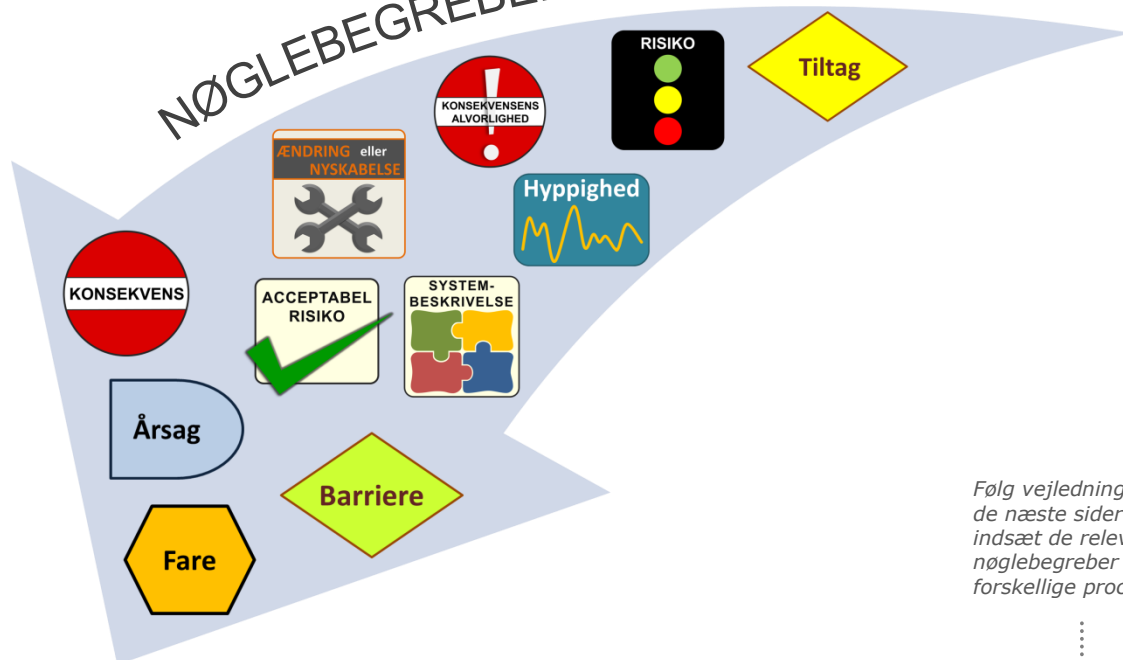 NØGLEBEGREBER
RISIKO
Tiltag
KONSEKVENSENS
ALVORLIGHED
ÆNDRING eller
NYSKABELSE
Hyppighed
KONSEKVENS
ACCEPTABEL
RISIKO
SYSTEM-
BESKRIVELSE
Årsag
Barriere
Fare
Følg vejledning
de næste sider
indsæt de relev
nøglebegreber
forskellige proc